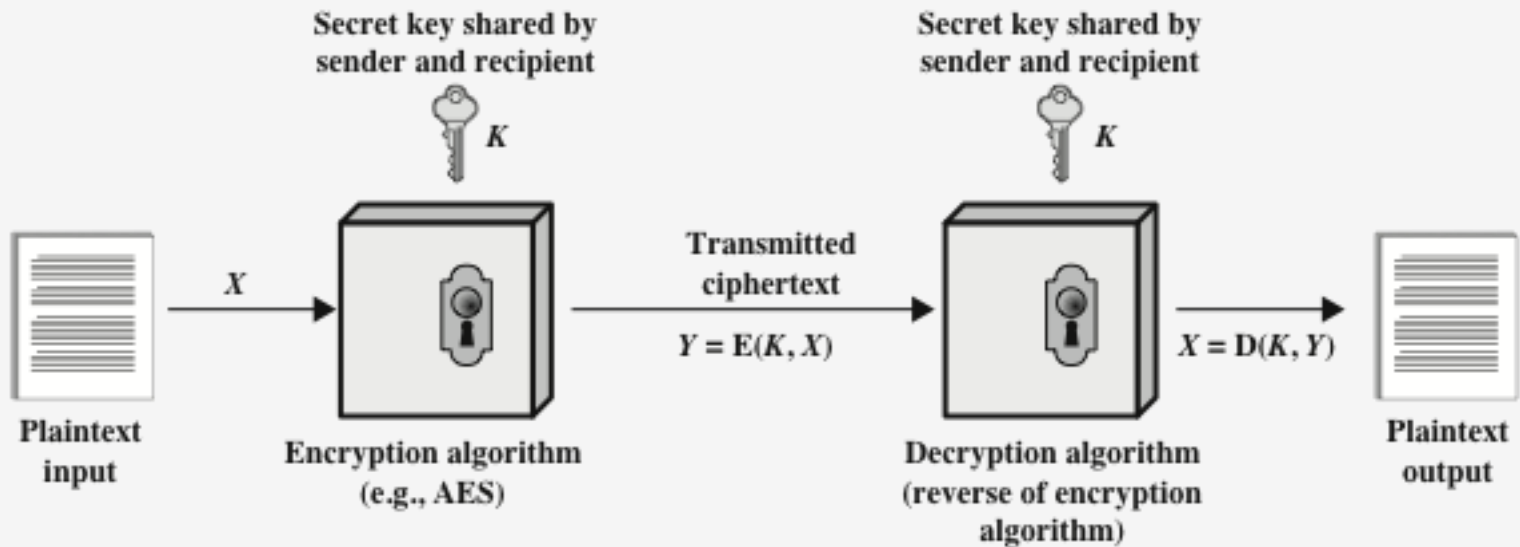 Secret key shared by
sender and recipient
K
Secret key shared by
sender and recipient
K
X
Transmitted
ciphertext
Y = E(K, X)
X = D(K, Y)
Plaintext
input
Encryption algorithm
(e.g., AES)
Decryption algorithm
(reverse of encryption
algorithm)
Plaintext
output